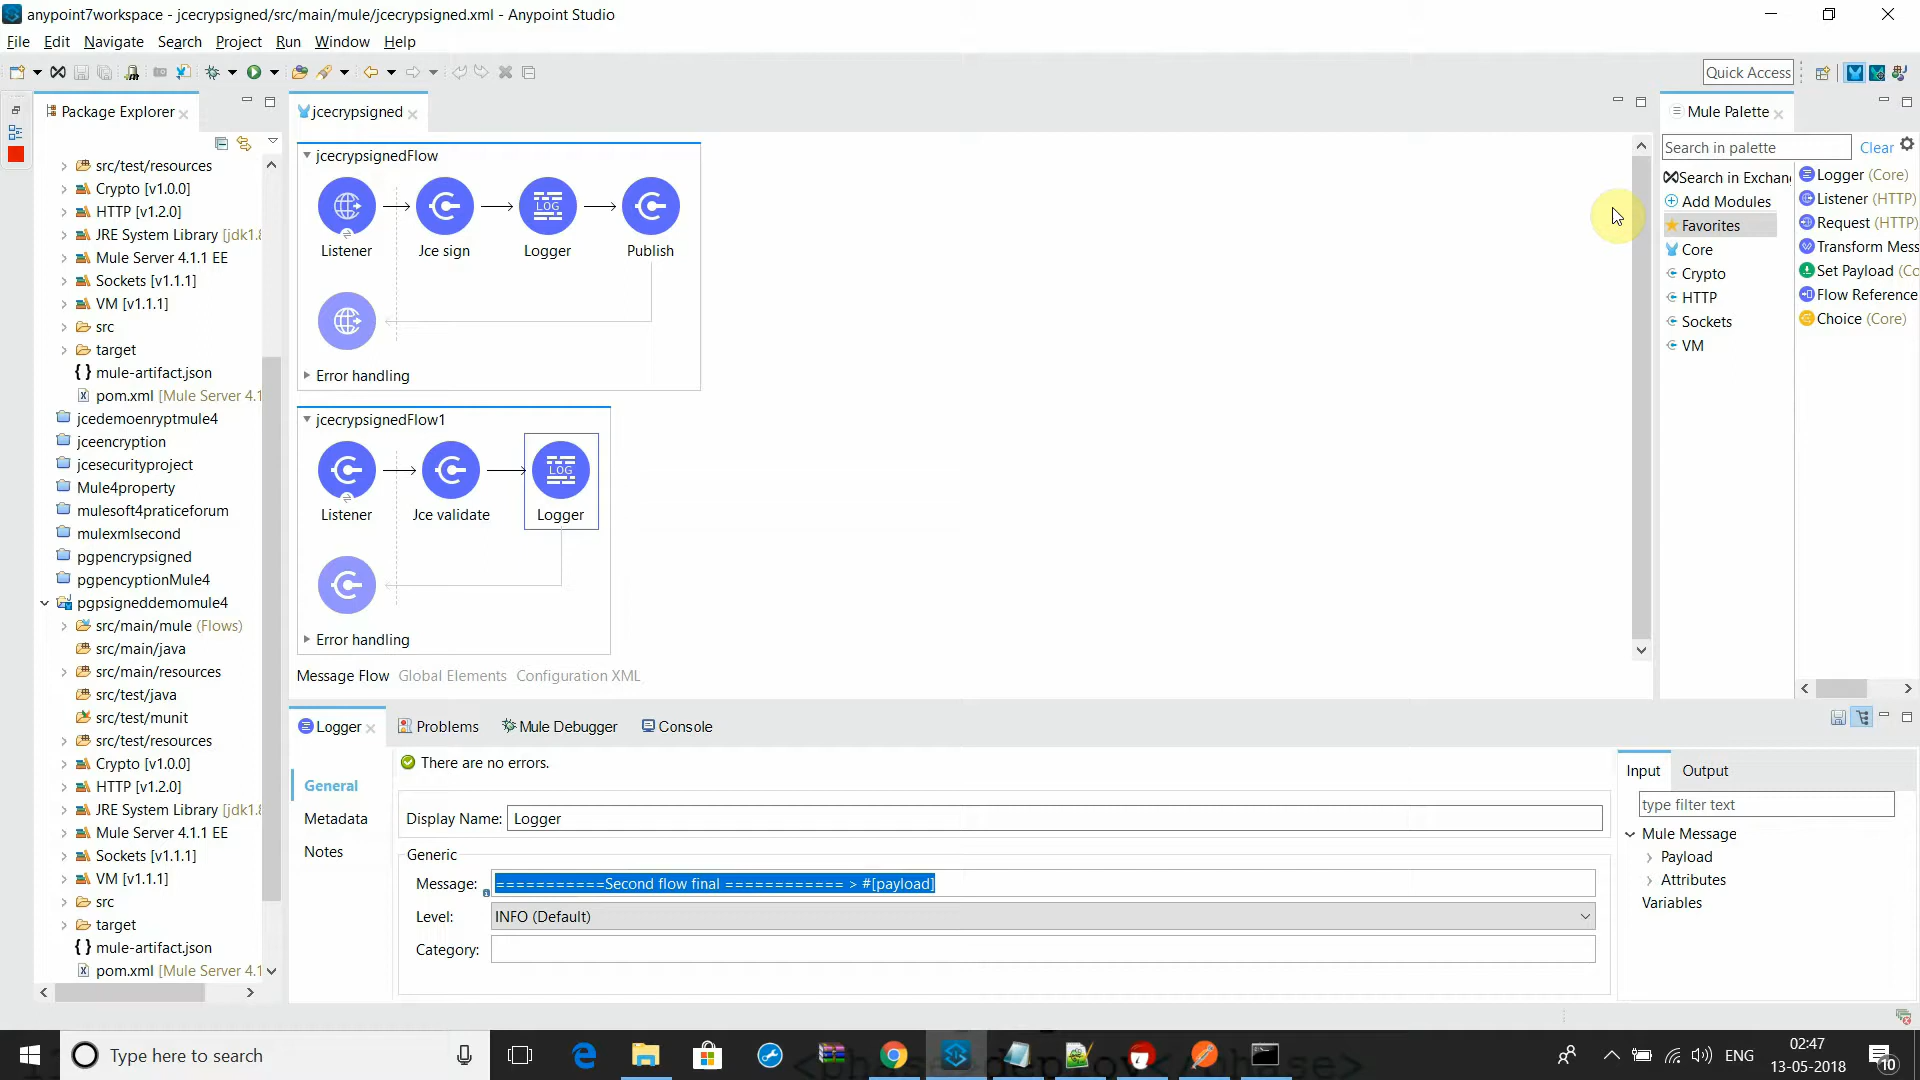 anypoint7workspace - jcecrypsigned/src/main/mule/jcecrypsigned.xml - Anypoint Studio
File Edit Navigate Search Project Run Window Help
Quick Access
Package Explorer
jcecrypsigned
Mule Palette
src/test/resources
Crypto [v1.0.0]
HTTP [v1.2.0]
JRE System Library [jdk1.8
Mule Server 4.1.1 EE
Sockets [v1.1.1]
VM [v1.1.1]
src
target
mule-artifact.json
pom.xml [Mule Server 4.1
jcedemoenryptmule4
jceencryption
jcesecurityproject
Mule4property
mulesoft4praticeforum
mulexmlsecond
pgpencrypsigned
pgpencyptionMule4
pgpsigneddemomule4
src/main/mule (Flows)
src/main/java
src/main/resources
src/test/java
src/test/munit
src/test/resources
Crypto [v1.0.0]
HTTP [v1.2.0]
JRE System Library [jdk1.8
Mule Server 4.1.1 EE
Sockets [v1.1.1]
VM [v1.1.1]
src
target
mule-artifact.json
pom.xml [Mule Server 4.1
jcecrypsignedFlow
LOG
Listener Jce sign Logger Publish
Error handling
jcecrypsignedFlow1
LOG
Listener Jce validate Logger
Error handling
Message Flow Global Elements Configuration XML
Search in palette Clear
Search in Exchan
Add Modules
Favorites
Core
Crypto
HTTP
Sockets
VM
Logger (Core)
Listener (HTTP)
Request (HTTP)
Transform Mess
Set Payload (Co
Flow Reference
Choice (Core)
Logger Problems Mule Debugger Console
There are no errors.
General
Metadata
Notes
Display Name: Logger
Generic
Message: ===========Second flow final ============ > #[payload]
Level: INFO (Default)
Category:
Input Output
type filter text
Mule Message
Payload
Attributes
Variables
Type here to search
ENG
02:47
13-05-2018
10